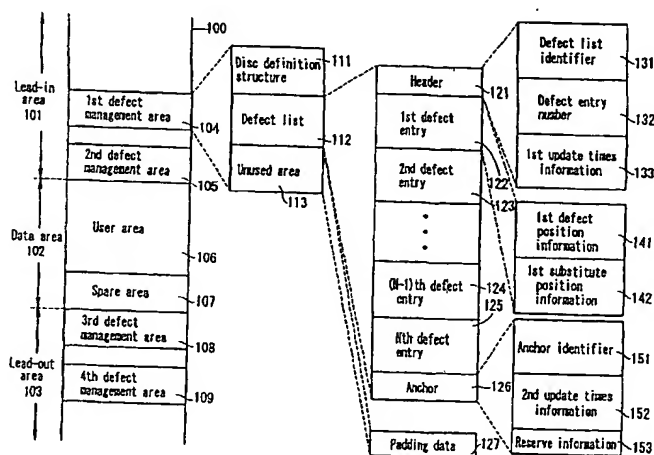 100
Lead-in
area
101
1st defect
management area
104
2nd defect
management area
105
Data area
102
User area
106
Spare area
107
Lead-out
area
103
3rd defect
management area
108
4th defect
management area
109
111
Disc definition
structure
Defect list
112
Unused area
113
Header
121
1st defect
entry
122
2nd defect
entry
123
(N-1)th defect
entry
124
125
Nth defect
entry
Anchor
126
Padding data
127
Defect list
identifier
131
Defect entry
number
132
1st update times
information
133
1st defect
position
information
141
1st substitute
position
information
142
Anchor identifier
151
2nd update times
information
152
Reserve information
153